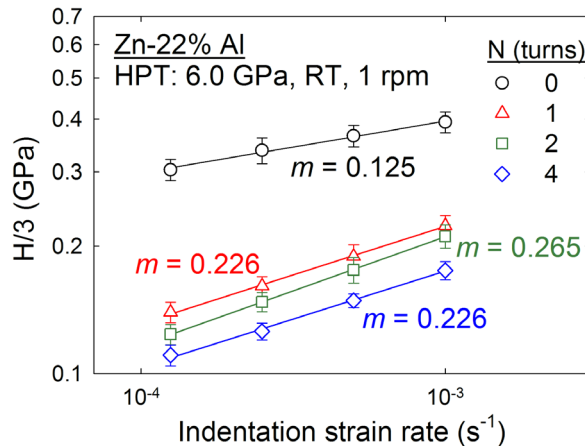 Zn-22% Al
HPT: 6.0 GPa, RT, 1 rpm
N (turns)
0
1
2
4
m = 0.125
m = 0.226
m = 0.265
m = 0.226
H/3 (GPa)
0.7
0.6
0.5
0.4
0.3
0.2
0.1
10⁻⁴
10⁻³
Indentation strain rate (s⁻¹)